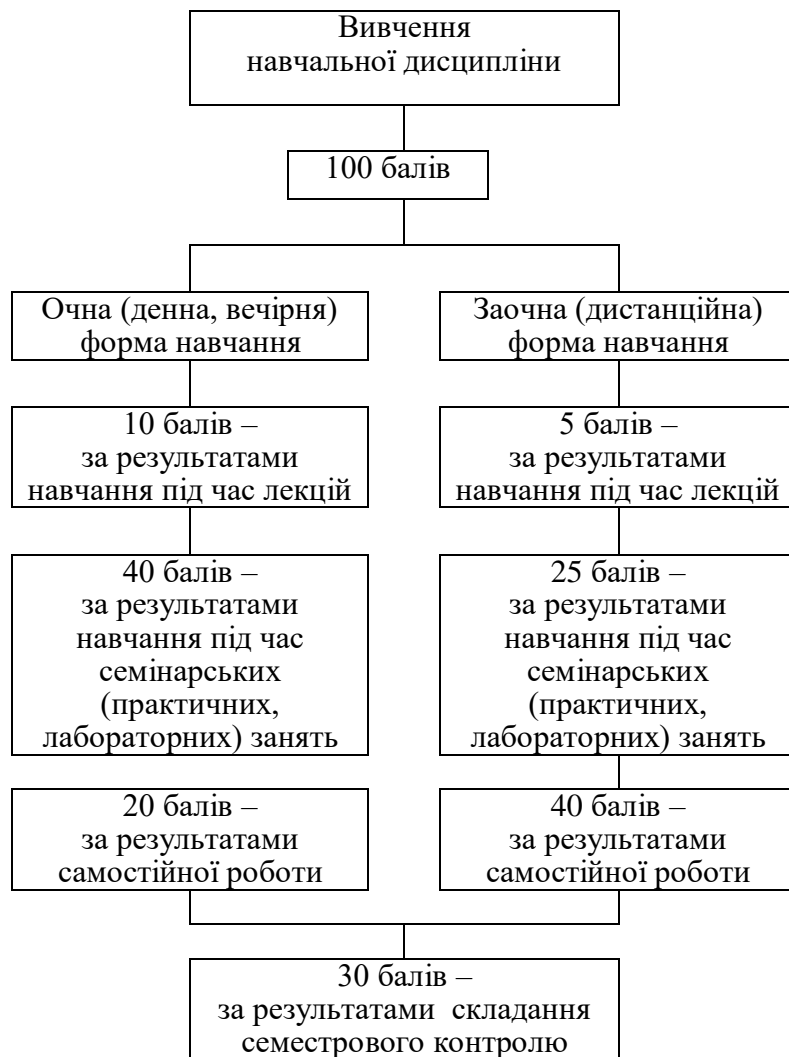 Вивчення
навчальної дисципліни
100 балів
Очна (денна, вечірня)
форма навчання
Заочна (дистанційна)
форма навчання
10 балів –
за результатами
навчання під час лекцій
5 балів –
за результатами
навчання під час лекцій
40 балів –
за результатами
навчання під час
семінарських
(практичних,
лабораторних) занять
25 балів –
за результатами
навчання під час
семінарських
(практичних,
лабораторних) занять
20 балів –
за результатами
самостійної роботи
40 балів –
за результатами
самостійної роботи
30 балів –
за результатами складання
семестрового контролю